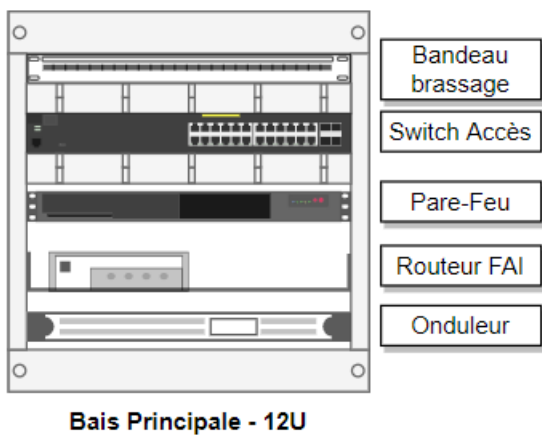 Bandeau
brassage
Switch Accès
Pare-Feu
Routeur FAI
Onduleur
Bais Principale - 12U